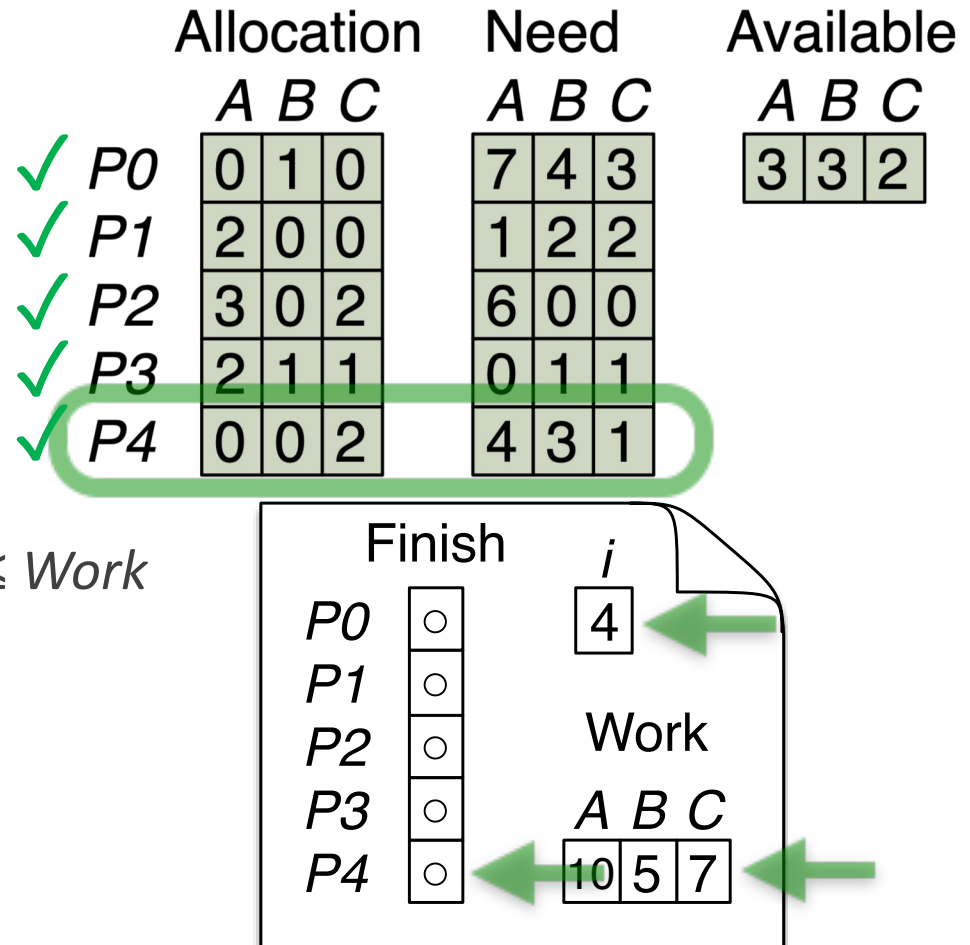 Allocation Need Available
A B C A B C A B C
✓ P0 0 1 0 7 4 3 3 3 2
✓ P1 2 0 0 1 2 2
✓ P2 3 0 2 6 0 0
✓ P3 2 1 1 0 1 1
✓ P4 0 0 2 4 3 1
≤ Work
Finish i
P0 ○ 4
P1 ○
P2 ○ Work
P3 ○ A B C
P4 ○ 10 5 7